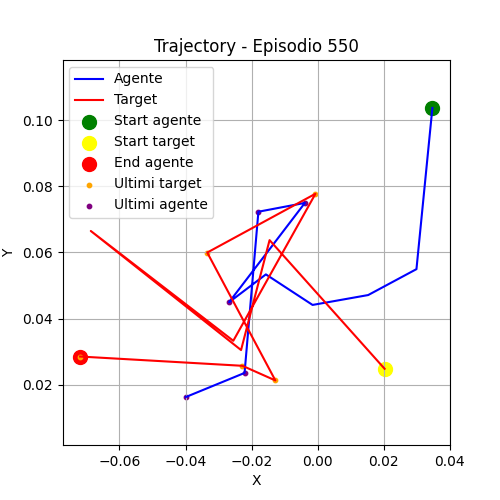 Trajectory - Episodio 550
Agente
Target
Start agente
Start target
End agente
Ultimi target
Ultimi agente
0.10
0.08
0.06
0.04
0.02
Y
−0.06
−0.04
−0.02
0.00
0.02
0.04
X